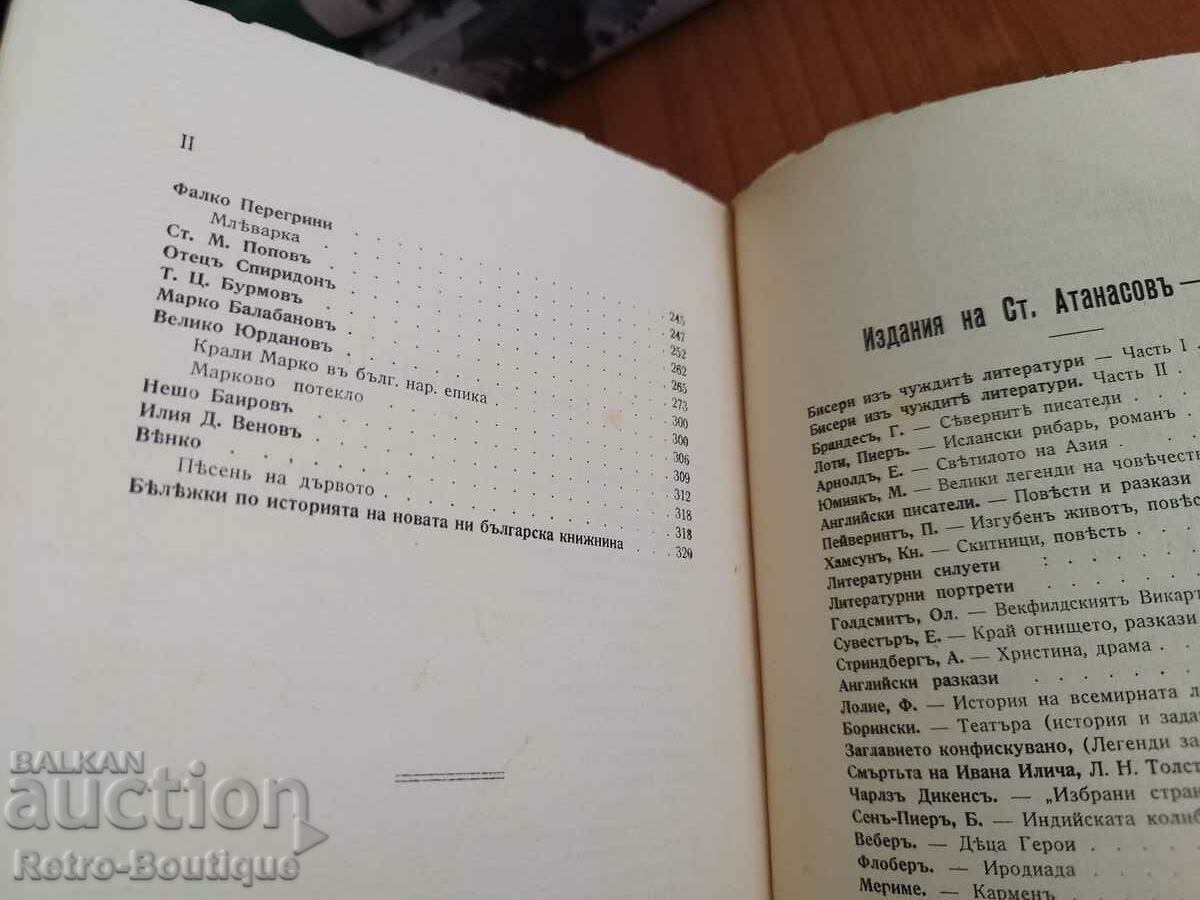 II
Фалко Перегрини
Млѣварка . . . 245
Ст. М. Поповъ . . . 247
Отецъ Спиридонъ . . . 252
Т. Ц. Бурмовъ . . . 262
Марко Балабановъ . . . 265
Велико Юрдановъ . . . 273
Крали Марко въ бълг. нар. епика . . . 300
Марково потекло . . . 300
Нешо Баировъ . . . 306
Илия Д. Веновъ . . . 309
Вѣнко . . . 312
Пѣсень на дървото . . . 318
318
Бѣлѣжки по историята на новата ни българска книжнина . . . 320
Издания на Ст. Атанасовъ —
Бисери изъ чуждитѣ литератури — Часть I .
Бисери изъ чуждитѣ литератури. Часть II .
Брандесъ, Г. — Сѣвернитѣ писатели .
Лоти, Пиеръ. —Ислански рибарь, романъ .
Арнолдъ, Е. — Свѣтилото на Азия .
Юмиякъ, М. — Велики легенди на човѣчест
Английски писатели. — Повѣсти и разкази
Пейверинтъ, П. — Изгубенъ животъ, повѣс
Хамсунъ, Кн. — Скитници, повѣсть .
Литературни силуети
Литературни портрети
Голдсмитъ, Ол. — Векфилдскиятъ Викаръ
Сувестъръ, Е. — Край огнището, разкази
Стриндбергъ, А. — Христина, драма .
Английски разкази
Лолие, Ф. — История на всемирната л
Борински. — Театъра (история и зада
Заглавието конфискувано, (Легенди за
Смъртьта на Ивана Илича, Л. Н. Толст
Чарлзъ Дикенсъ. — „Избрани стран
Сенъ-Пиеръ, Б. — Индийската колиб
Веберъ. — Дѣца Герои .
Флоберъ. — Иродиада
Мериме. — Карменъ
BALKAN
auction
Retro-Boutique